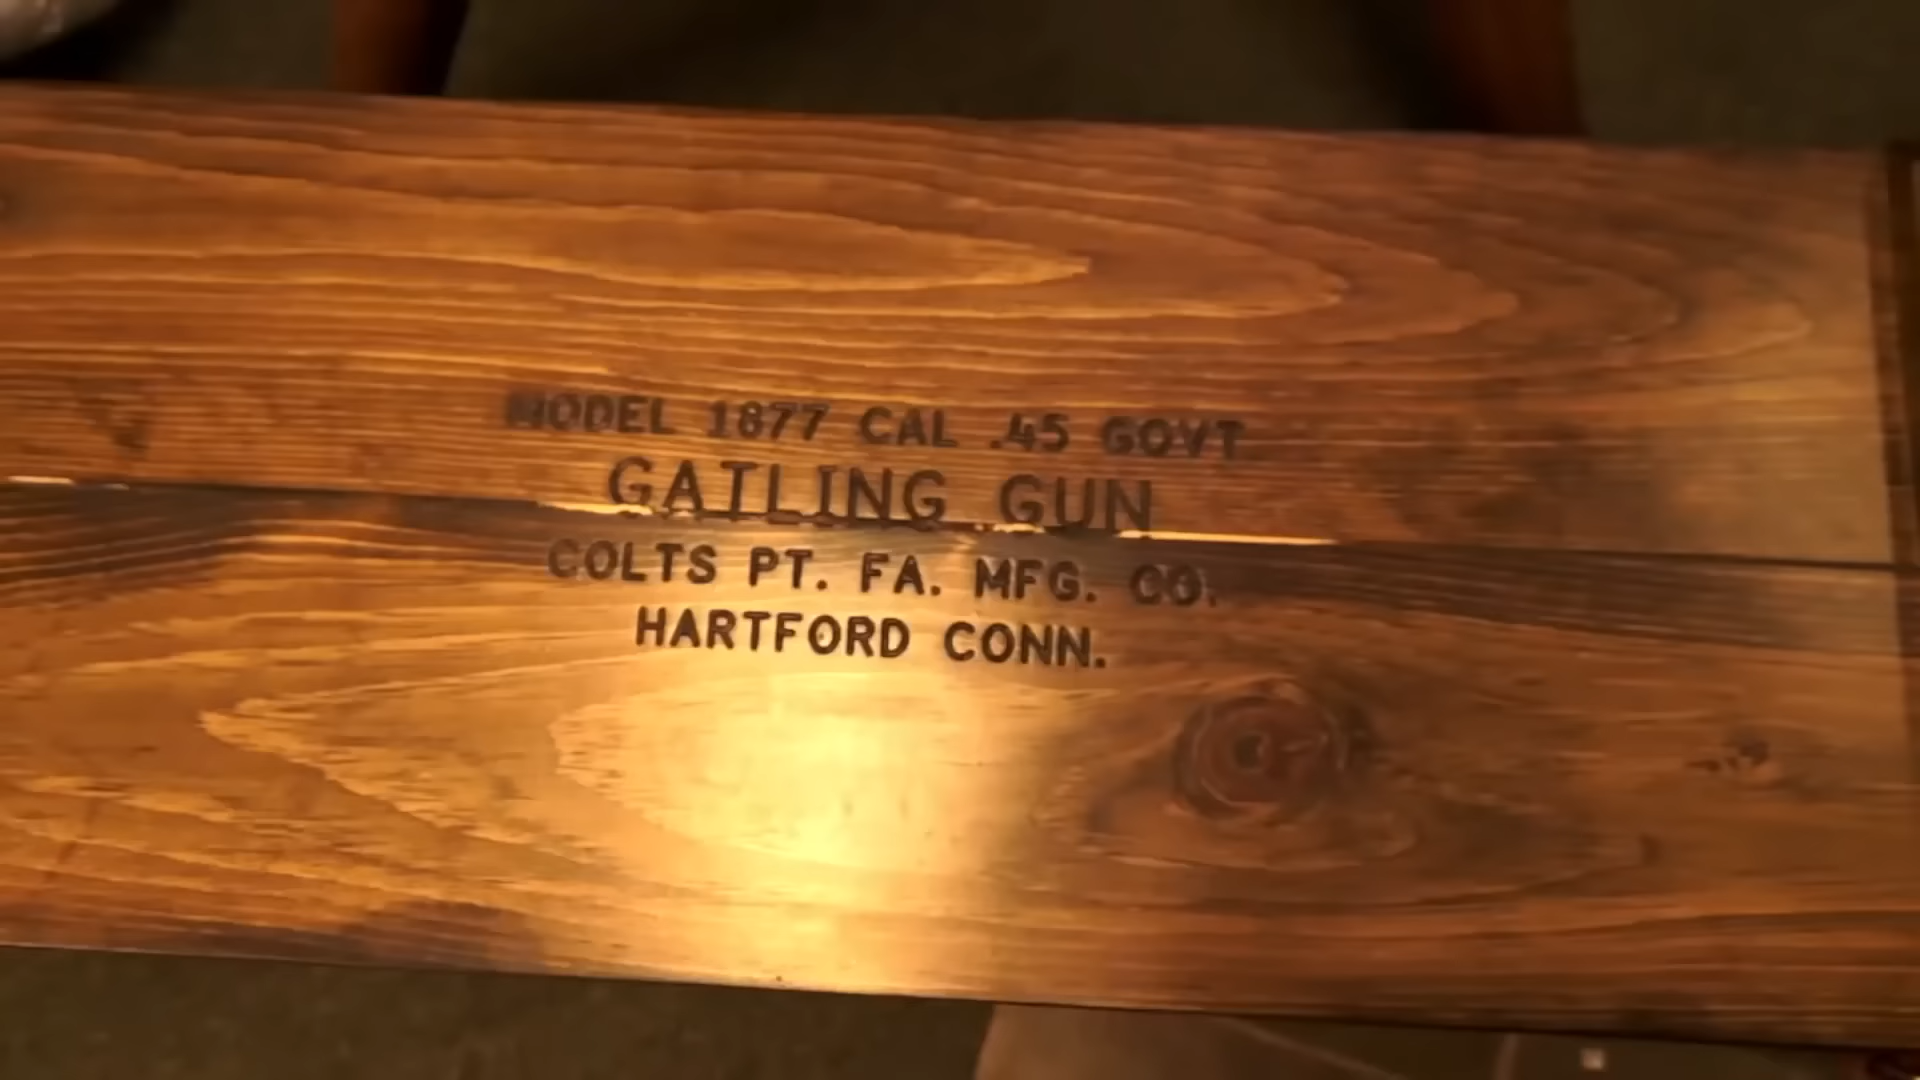 MODEL 1877 CAL .45 GOVT
GATLING GUN
COLTS PT. FA. MFG. CO.
HARTFORD CONN.